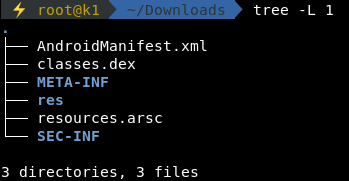 ⚡ root@k1 ~/Downloads tree -L 1
.
├── AndroidManifest.xml
├── classes.dex
├── META-INF
├── res
├── resources.arsc
└── SEC-INF
3 directories, 3 files